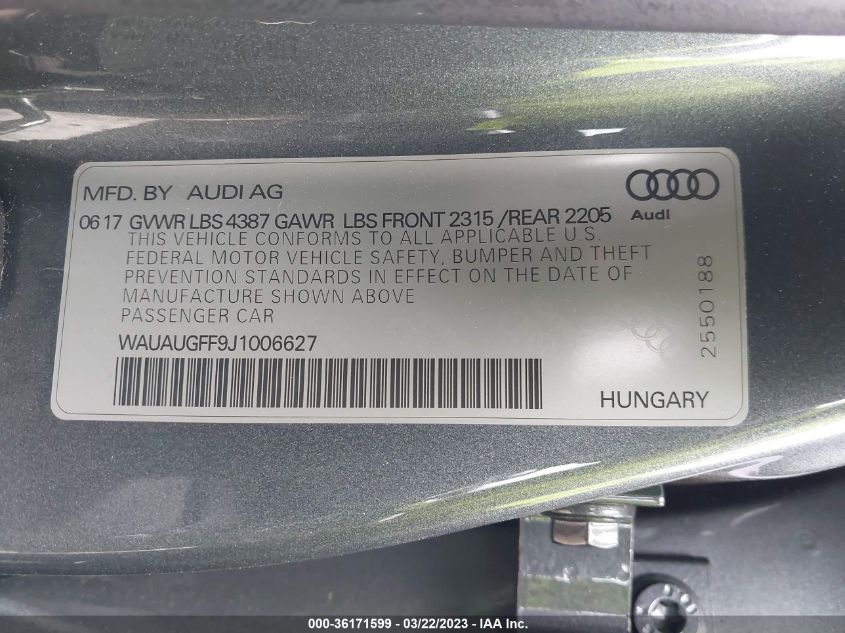 MFD. BY AUDI AG
Audi
06 17 GVWR LBS 4387 GAWR LBS FRONT 2315 /REAR 2205
THIS VEHICLE CONFORMS TO ALL APPLICABLE U.S.
FEDERAL MOTOR VEHICLE SAFETY, BUMPER AND THEFT
PREVENTION STANDARDS IN EFFECT ON THE DATE OF
MANUFACTURE SHOWN ABOVE
PASSENGER CAR
WAUAUGFF9J1006627
2550188
HUNGARY
000-36171599 — 03/22/2023 — IAA Inc.